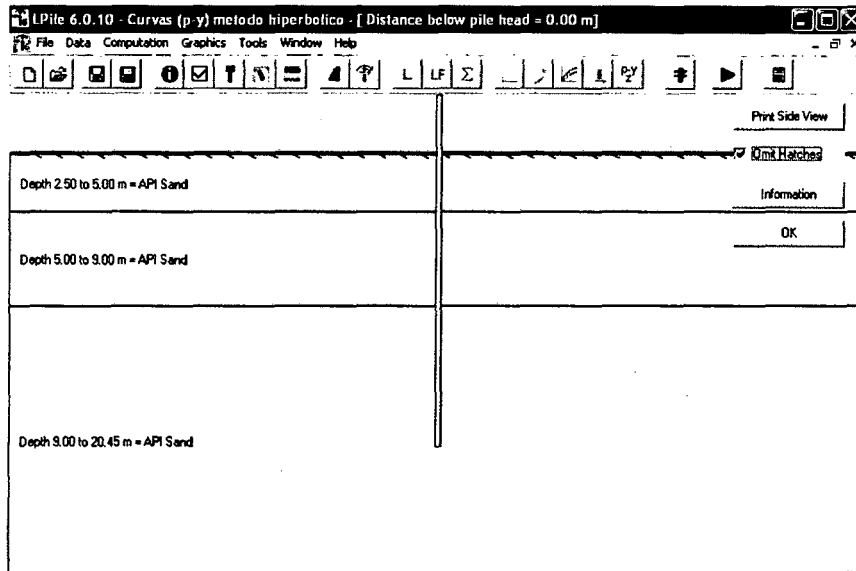 LPile 6.0.10 - Curvas (p-y) metodo hiperbolico - [ Distance below pile head = 0.00 m]
File Data Computation Graphics Tools Window Help
L LF Σ P-Y
Print Side View
Omit Hatches
Depth 2.50 to 5.00 m = API Sand
Information
OK
Depth 5.00 to 9.00 m = API Sand
Depth 9.00 to 20.45 m = API Sand